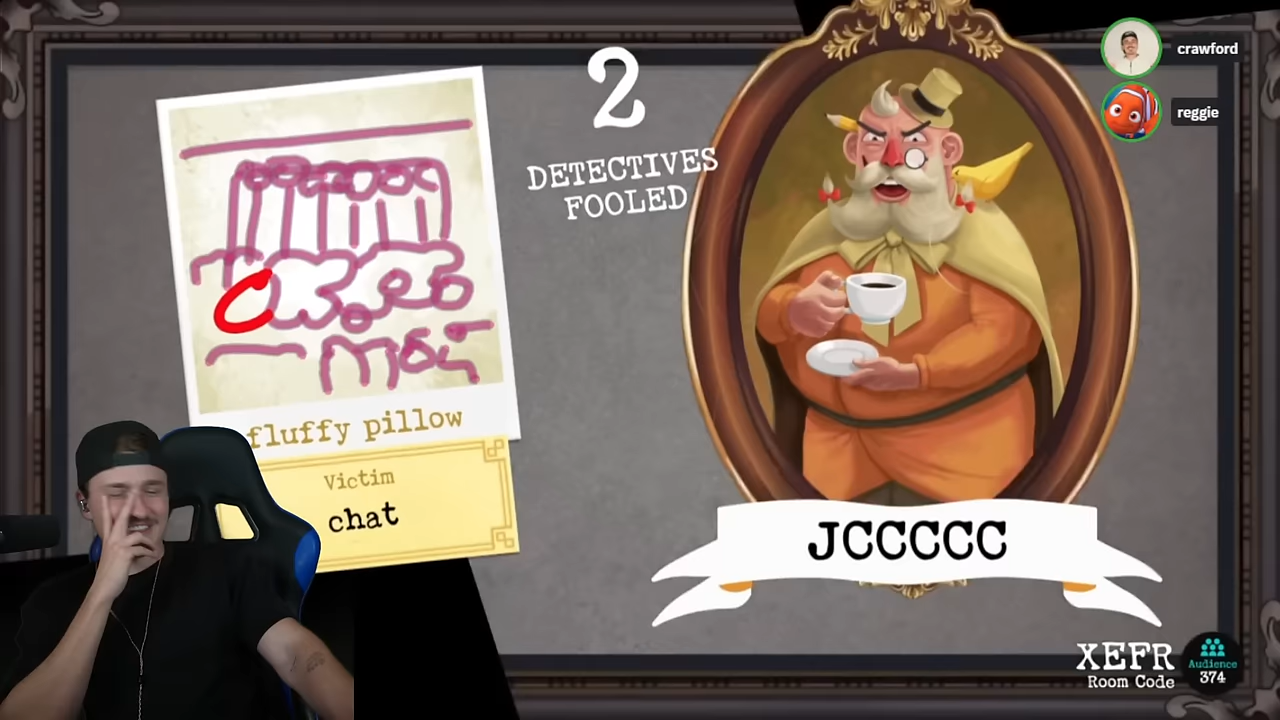 crawford
reggie
2
DETECTIVES
FOOLED
fluffy pillow
Victim
chat
JCCCCC
XEFR
Room Code
Audience
374